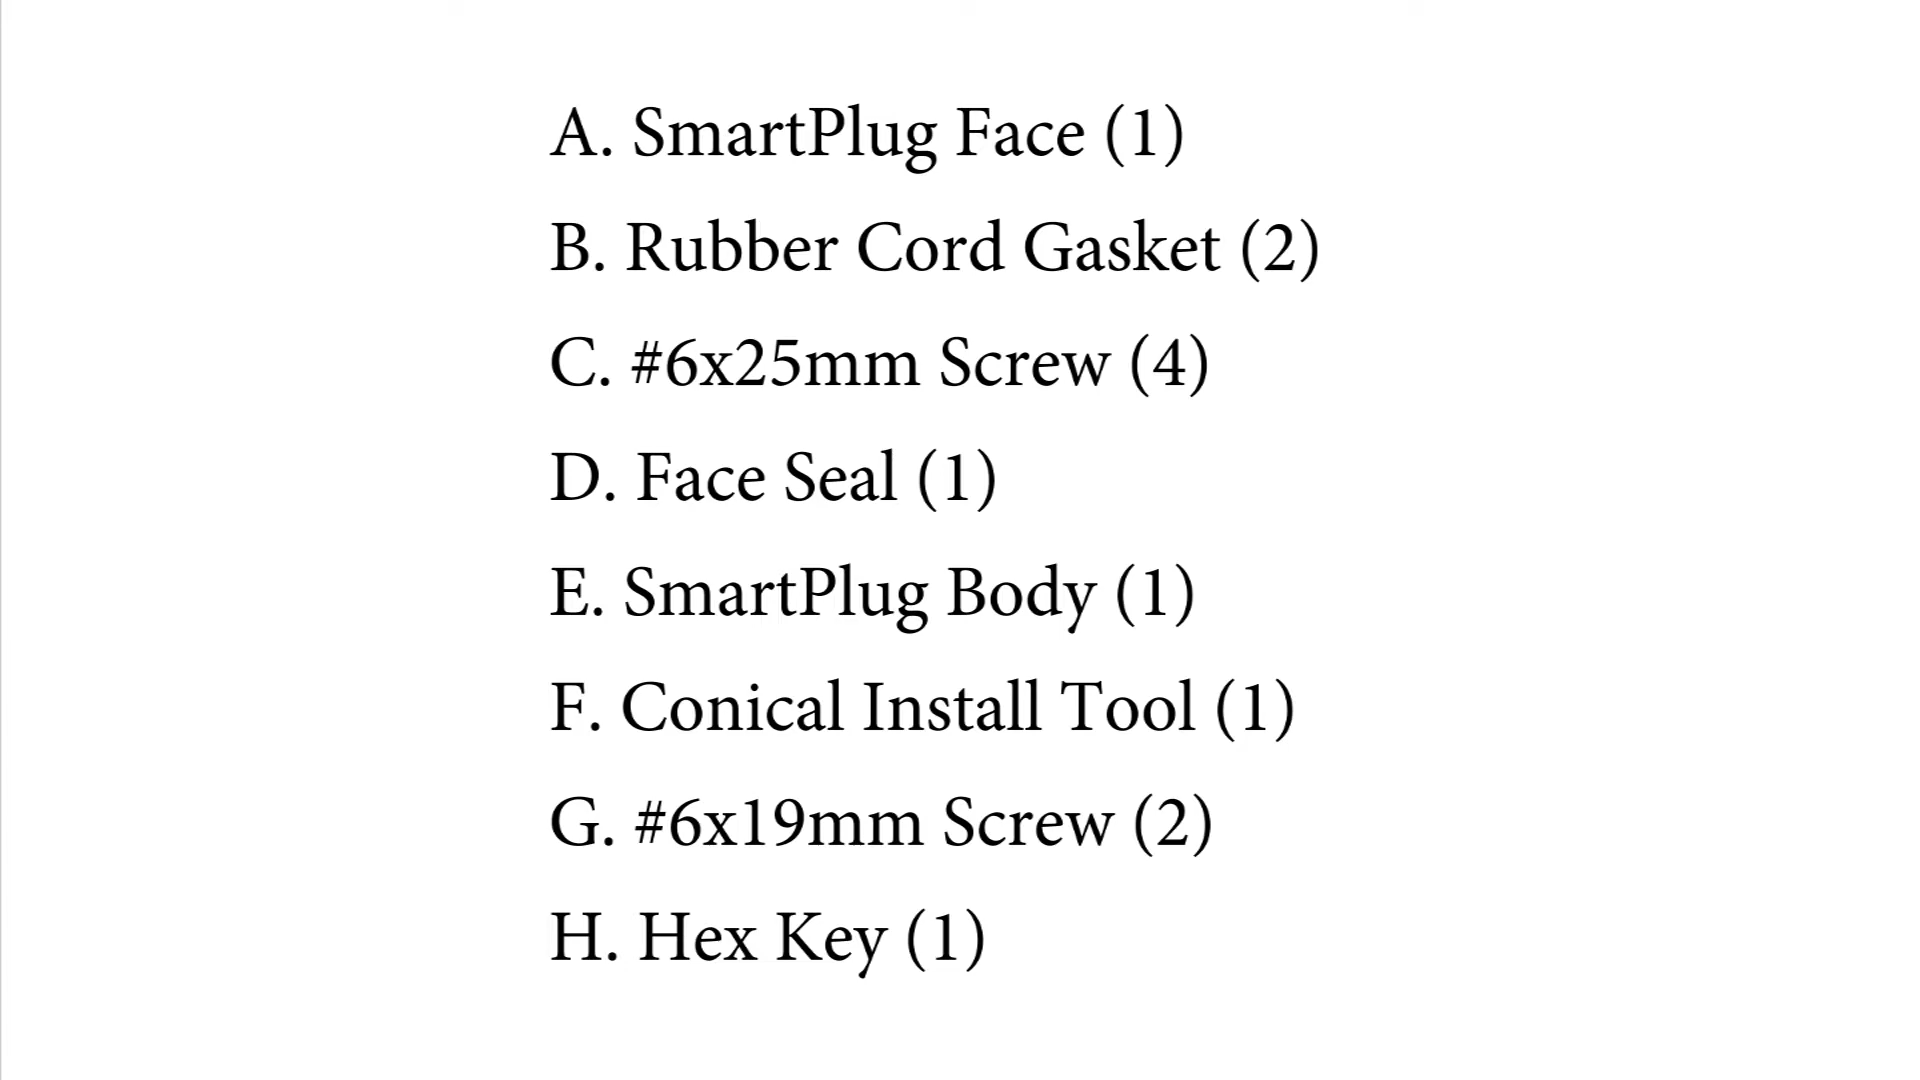 A. SmartPlug Face (1)
B. Rubber Cord Gasket (2)
C. #6x25mm Screw (4)
D. Face Seal (1)
E. SmartPlug Body (1)
F. Conical Install Tool (1)
G. #6x19mm Screw (2)
H. Hex Key (1)